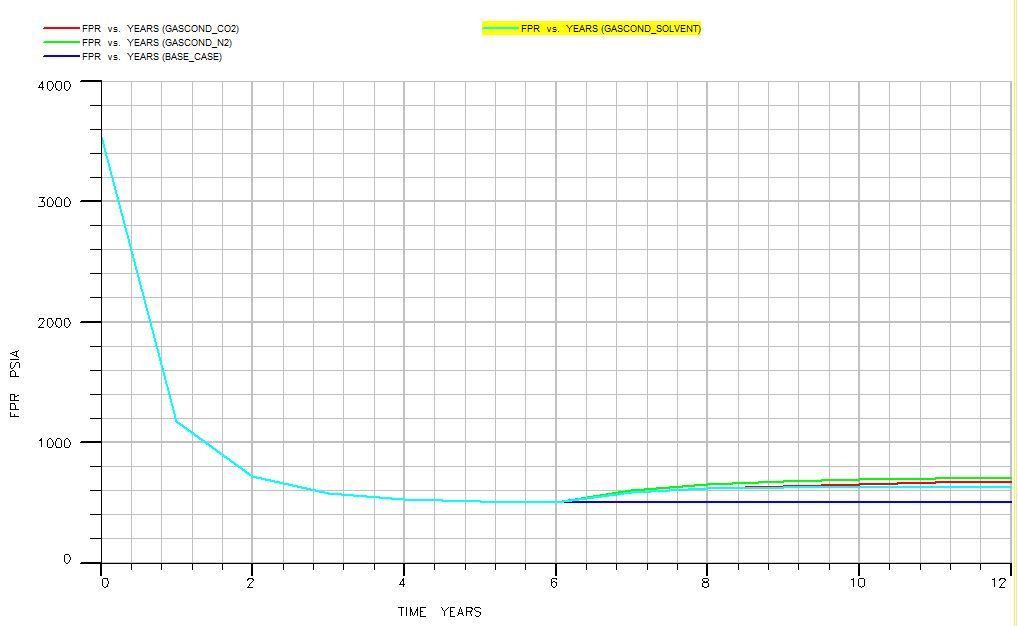 FPR vs. YEARS (GASCOND_CO2)
FPR vs. YEARS (GASCOND_N2)
FPR vs. YEARS (BASE_CASE)
FPR vs. YEARS (GASCOND_SOLVENT)
4000
3000
2000
1000
0
FPR PSIA
0 2 4 6 8 10 12
TIME YEARS